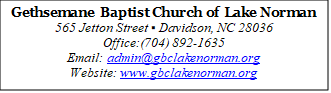 Gethsemane Baptist Church of Lake Norman
565 Jetton Street • Davidson, NC 28036
Office: (704) 892-1635
Email: admin@gbclakenorman.org
Website: www.gbclakenorman.org